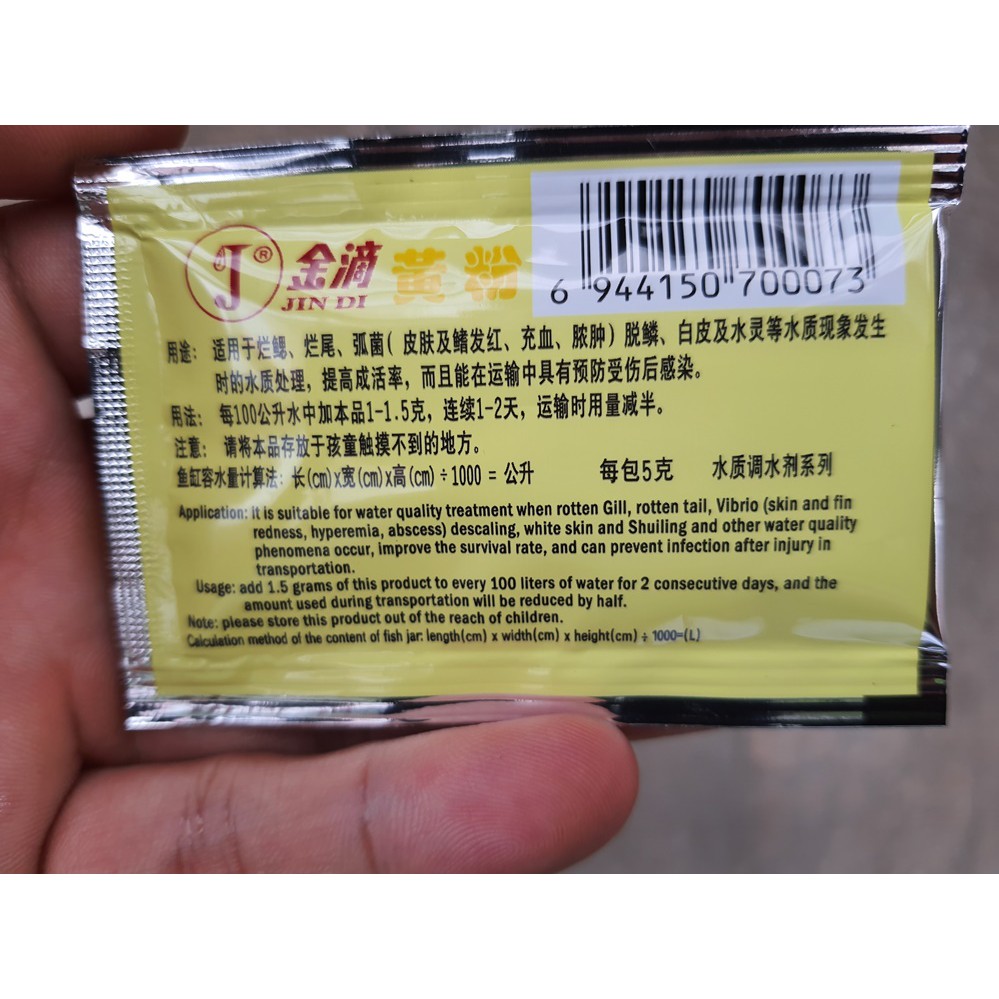 J® 金滴 黄粉
JIN DI
6 944150 700073
用途: 适用于烂鳃、烂尾、弧菌( 皮肤及鳍发红、充血、脓肿) 脱鳞、白皮及水灵等水质现象发生
时的水质处理，提高成活率，而且能在运输中具有预防受伤后感染。
用法: 每100公升水中加本品1-1.5克，连续1-2天，运输时用量减半。
注意: 请将本品存放于孩童触摸不到的地方。
鱼缸容水量计算法: 长(cm)x宽(cm)x高(cm)÷1000 = 公升 每包5克 水质调水剂系列
Application: it is suitable for water quality treatment when rotten Gill, rotten tail, Vibrio (skin and fin
redness, hyperemia, abscess) descaling, white skin and Shuiling and other water quality
phenomena occur, improve the survival rate, and can prevent infection after injury in
transportation.
Usage: add 1.5 grams of this product to every 100 liters of water for 2 consecutive days, and the
amount used during transportation will be reduced by half.
Note: please store this product out of the reach of children.
Calculation method of the content of fish jar: length(cm) x width(cm) x height(cm) ÷ 1000=(L)